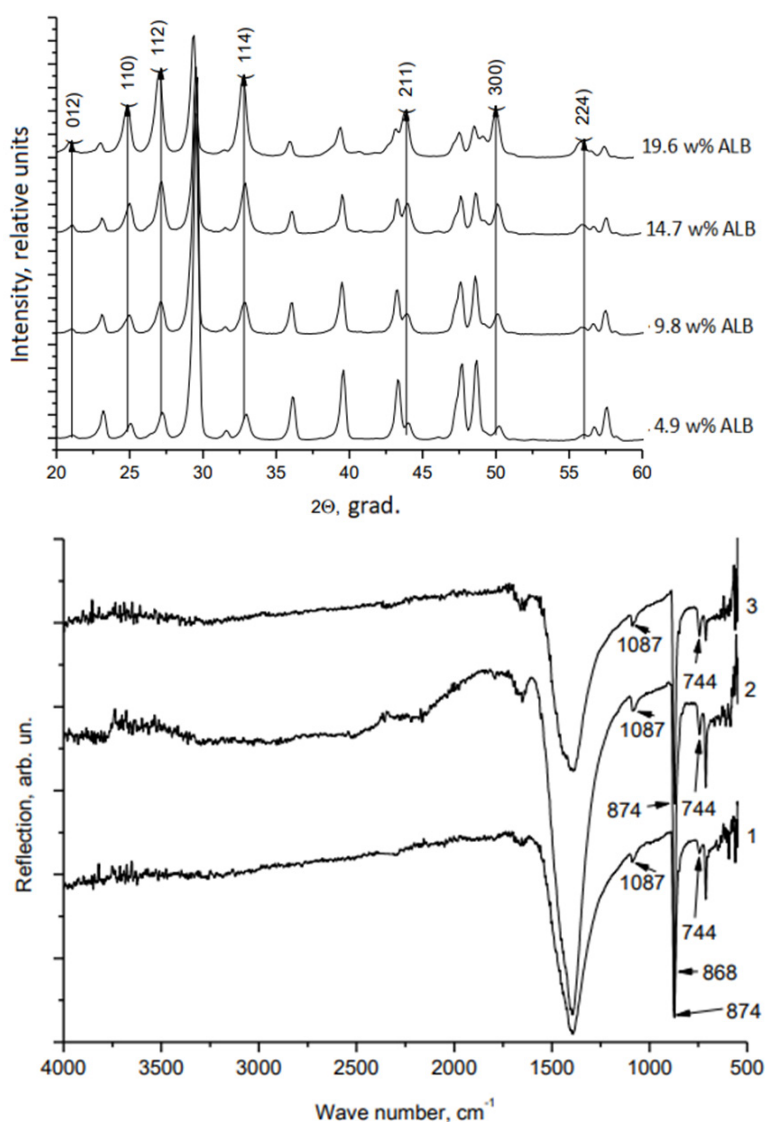 012)
110)
112)
114)
211)
300)
224)
19.6 w% ALB
14.7 w% ALB
9.8 w% ALB
4.9 w% ALB
Intensity, relative units
20 25 30 35 40 45 50 55 60
2Θ, grad.
3
1087
744
2
1087
874
744
1
1087
744
868
874
Reflection, arb. un.
4000 3500 3000 2500 2000 1500 1000 500
Wave number, cm⁻¹